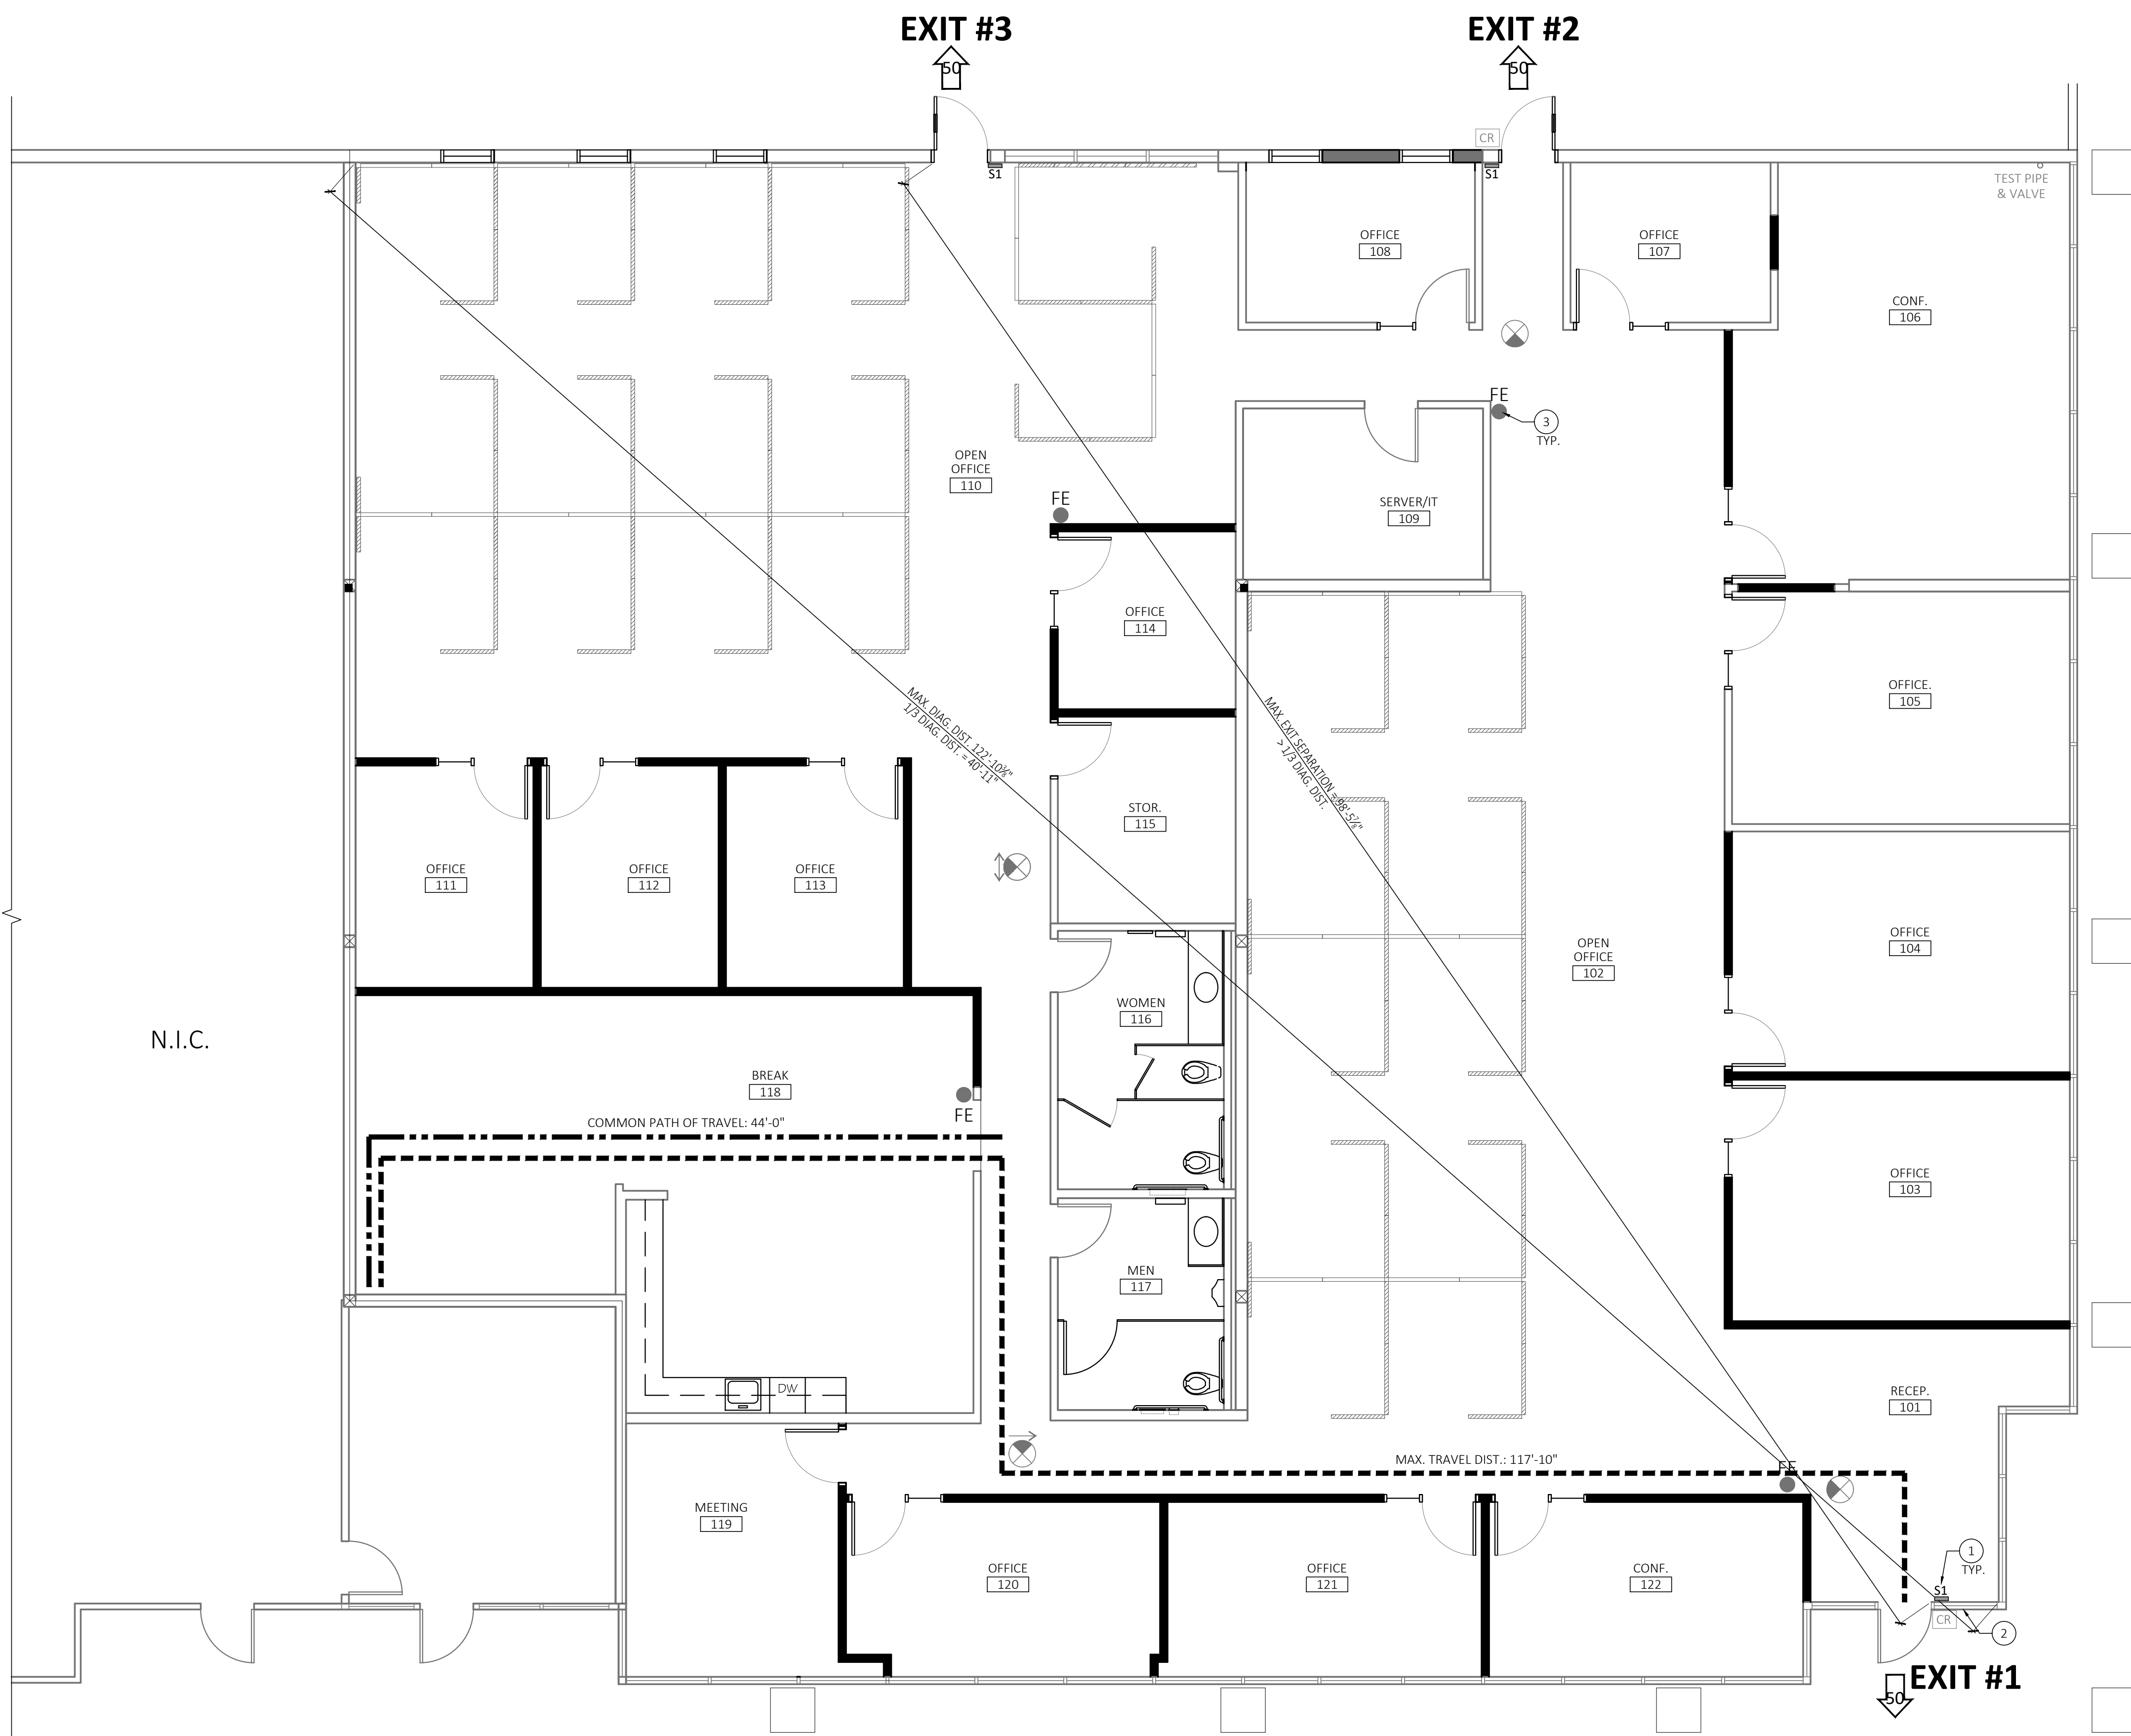 EXIT #3
50
EXIT #2
50
CR
S1
S1
TEST PIPE
& VALVE
OFFICE
108
OFFICE
107
CONF.
106
FE
3
TYP.
OPEN
OFFICE
110
FE
SERVER/IT
109
OFFICE
114
OFFICE.
105
MAX. DIAG. DIST. 122'-10⅜"
1/3 DIAG. DIST. = 40'-11"
MAX. EXIT SEPARATION = 98'-5⅞"
> 1/3 DIAG. DIST.
STOR.
115
OFFICE
111
OFFICE
112
OFFICE
113
OPEN
OFFICE
102
OFFICE
104
WOMEN
116
N.I.C.
BREAK
118
FE
COMMON PATH OF TRAVEL: 44'-0"
OFFICE
103
MEN
117
DW
RECEP.
101
MAX. TRAVEL DIST.: 117'-10"
FE
MEETING
119
OFFICE
120
OFFICE
121
CONF.
122
1
TYP.
S1
CR
2
EXIT #1
50